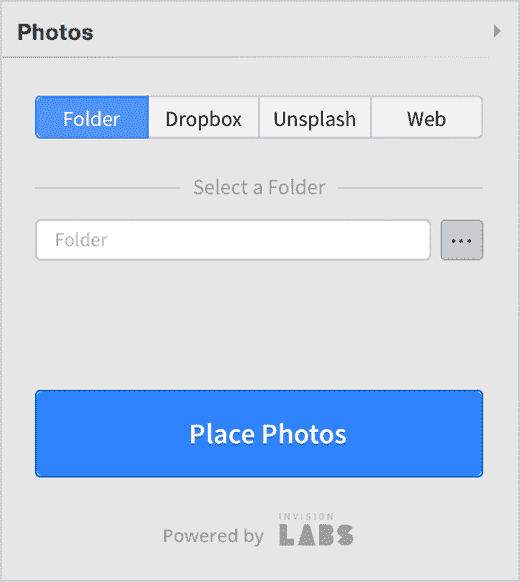 Photos
Folder Dropbox Unsplash Web
Select a Folder
Folder ...
Place Photos
INVISION
Powered by LABS